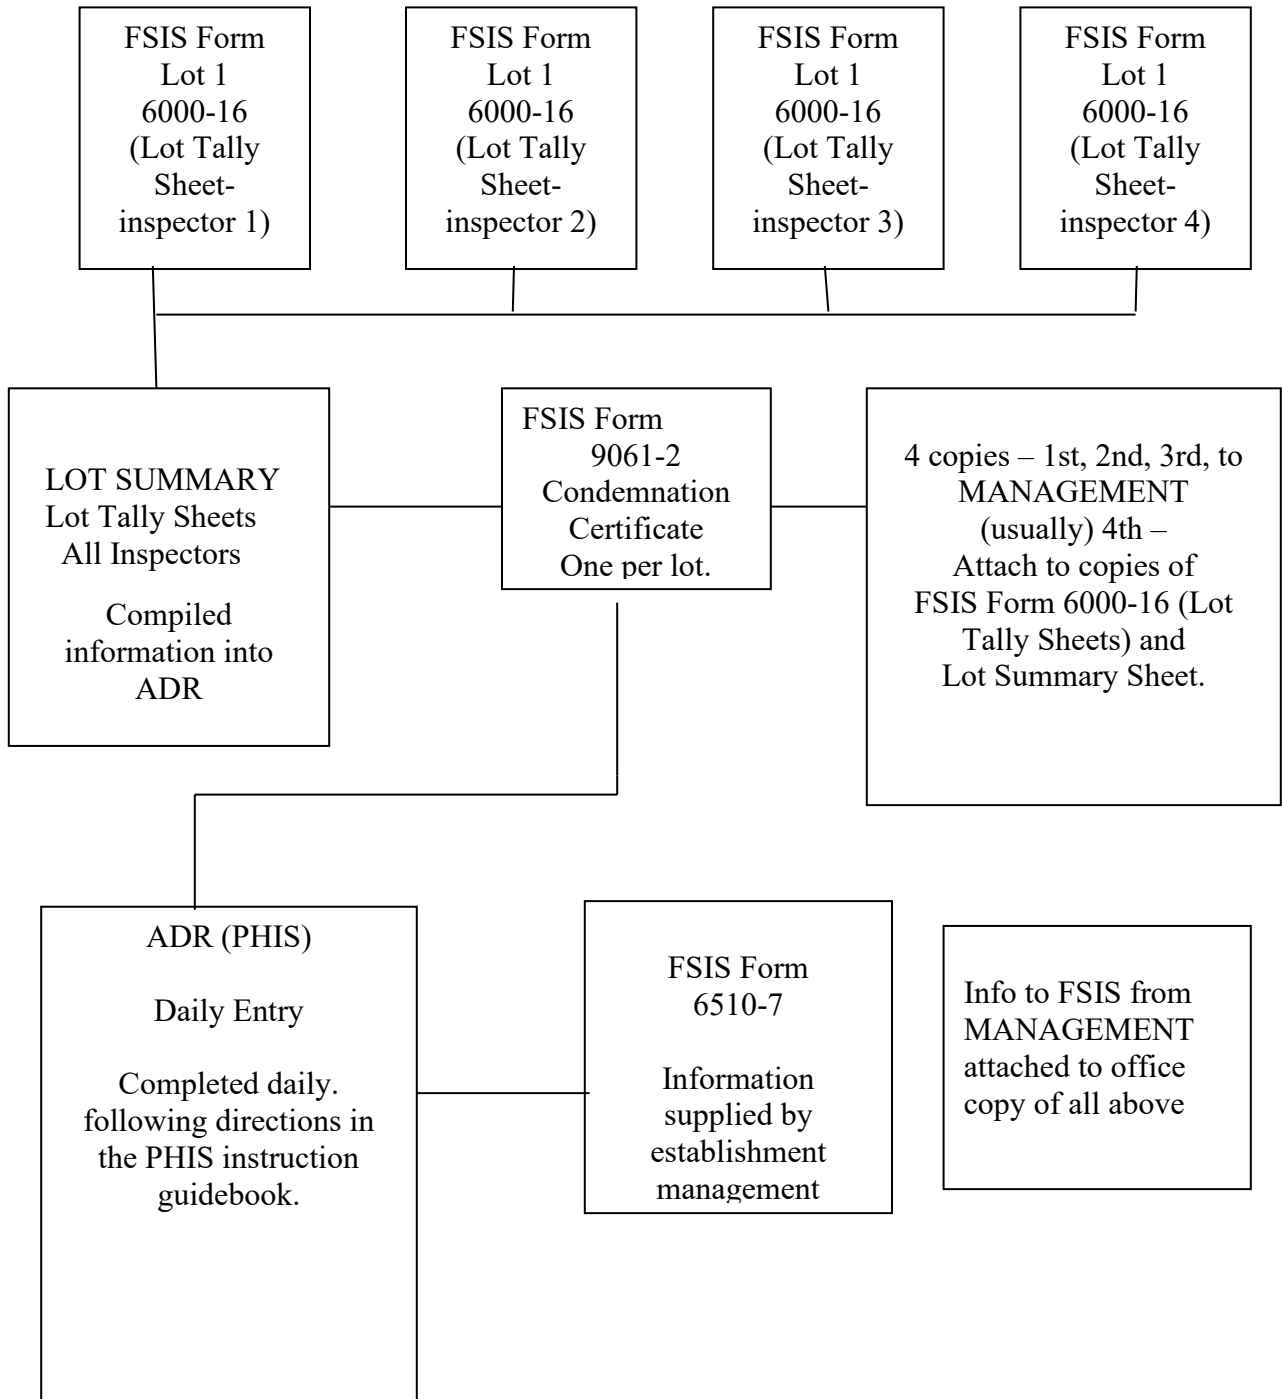 FSIS Form
Lot 1
6000-16
(Lot Tally
Sheet-
inspector 1)
FSIS Form
Lot 1
6000-16
(Lot Tally
Sheet-
inspector 2)
FSIS Form
Lot 1
6000-16
(Lot Tally
Sheet-
inspector 3)
FSIS Form
Lot 1
6000-16
(Lot Tally
Sheet-
inspector 4)
LOT SUMMARY
Lot Tally Sheets
All Inspectors
Compiled
information into
ADR
FSIS Form
9061-2
Condemnation
Certificate
One per lot.
4 copies – 1st, 2nd, 3rd, to
MANAGEMENT
(usually) 4th –
Attach to copies of
FSIS Form 6000-16 (Lot
Tally Sheets) and
Lot Summary Sheet.
ADR (PHIS)
Daily Entry
Completed daily.
following directions in
the PHIS instruction
guidebook.
FSIS Form
6510-7
Information
supplied by
establishment
management
Info to FSIS from
MANAGEMENT
attached to office
copy of all above